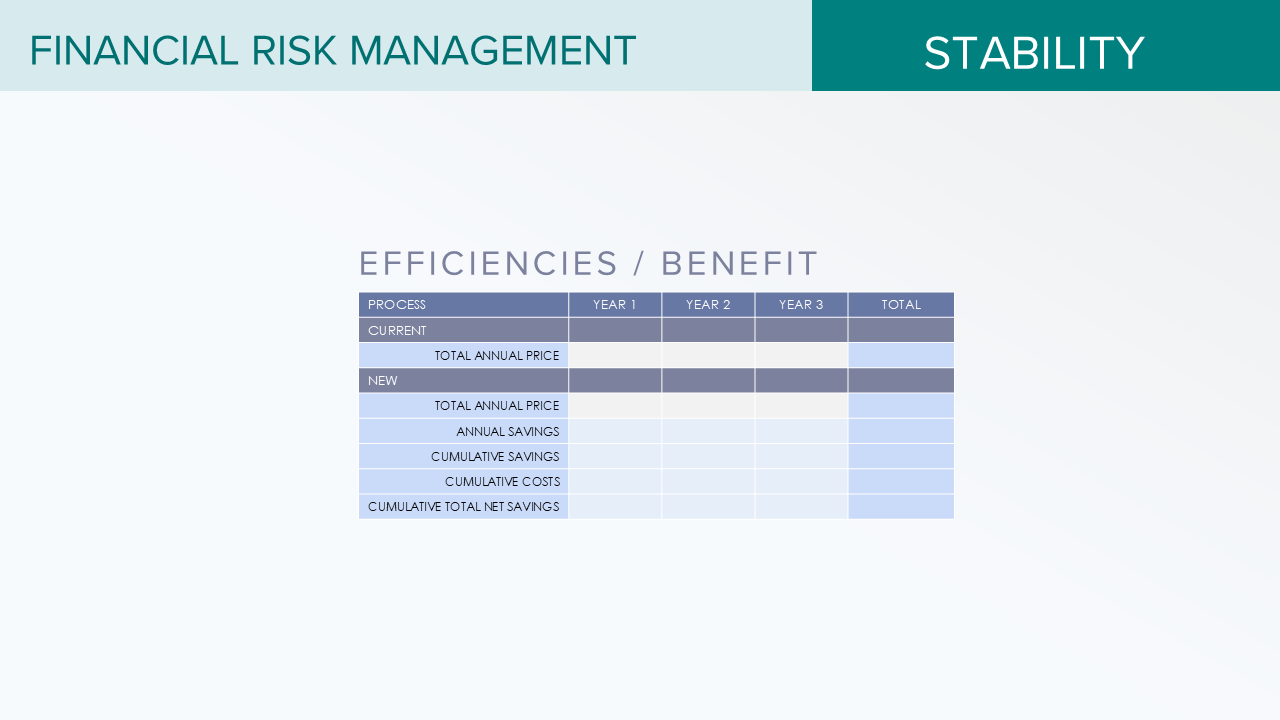 FINANCIAL RISK MANAGEMENT
STABILITY
EFFICIENCIES / BENEFIT
PROCESS YEAR 1 YEAR 2 YEAR 3 TOTAL
CURRENT
TOTAL ANNUAL PRICE
NEW
TOTAL ANNUAL PRICE
ANNUAL SAVINGS
CUMULATIVE SAVINGS
CUMULATIVE COSTS
CUMULATIVE TOTAL NET SAVINGS